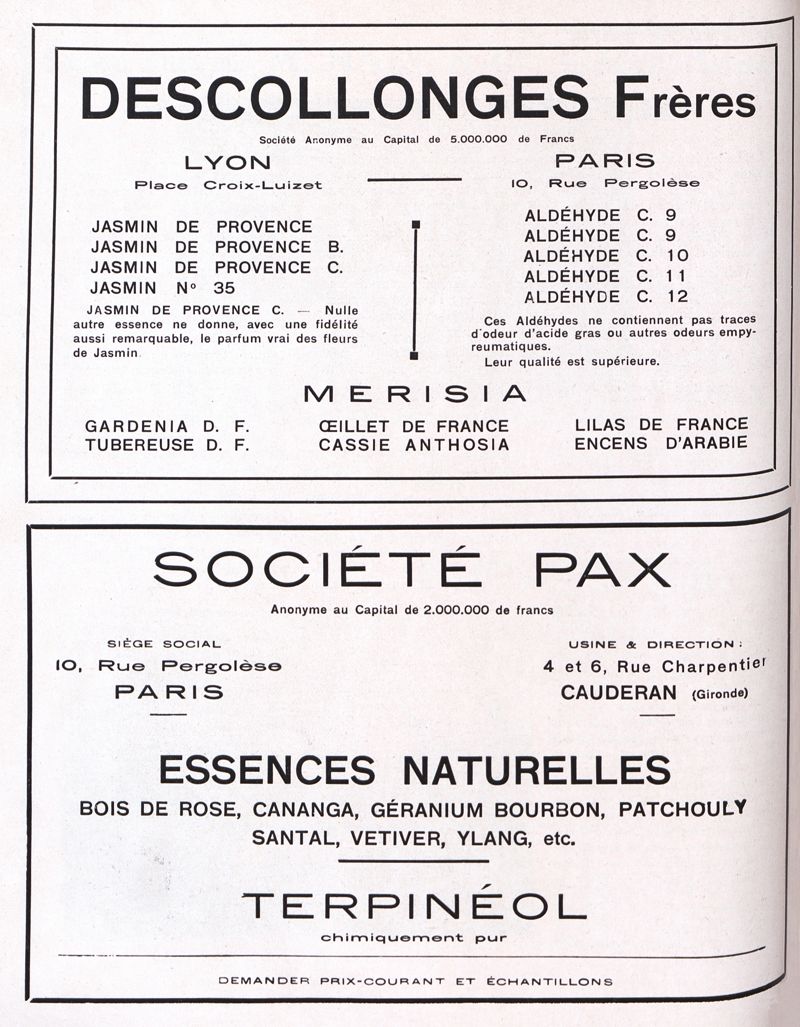 DESCOLLONGES Frères
Société Anonyme au Capital de 5.000.000 de Francs
LYON
Place Croix-Luizet
PARIS
10, Rue Pergolèse
JASMIN DE PROVENCE
JASMIN DE PROVENCE B.
JASMIN DE PROVENCE C.
JASMIN Nº 35
JASMIN DE PROVENCE C. — Nulle
autre essence ne donne, avec une fidélité
aussi remarquable, le parfum vrai des fleurs
de Jasmin.
ALDÉHYDE C. 9
ALDÉHYDE C. 9
ALDÉHYDE C. 10
ALDÉHYDE C. 11
ALDÉHYDE C. 12
Ces Aldéhydes ne contiennent pas traces
d'odeur d'acide gras ou autres odeurs empy-
reumatiques.
Leur qualité est supérieure.
MERISIA
GARDENIA D. F. ŒILLET DE FRANCE LILAS DE FRANCE
TUBEREUSE D. F. CASSIE ANTHOSIA ENCENS D'ARABIE
SOCIÉTÉ PAX
Anonyme au Capital de 2.000.000 de francs
SIÈGE SOCIAL
10, Rue Pergolèse
PARIS
USINE & DIRECTION :
4 et 6, Rue Charpentier
CAUDERAN (Gironde)
ESSENCES NATURELLES
BOIS DE ROSE, CANANGA, GÉRANIUM BOURBON, PATCHOULY
SANTAL, VETIVER, YLANG, etc.
TERPINÉOL
chimiquement pur
DEMANDER PRIX-COURANT ET ÉCHANTILLONS